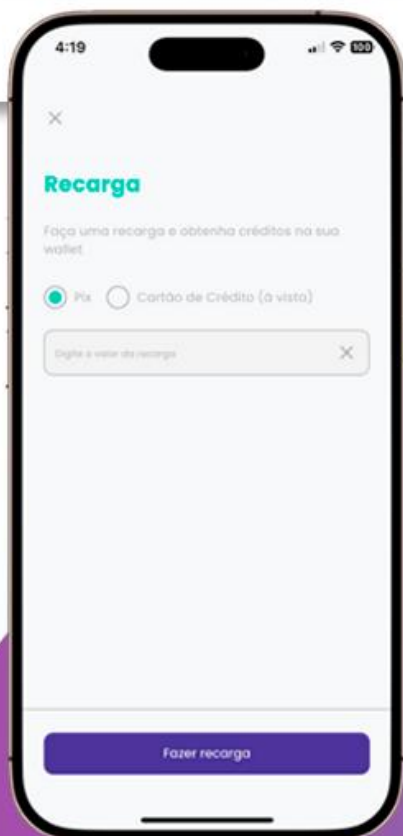 4:19
100
Recarga
Faça uma recarga e obtenha créditos na sua
wallet
Pix
Cartão de Crédito (à vista)
Digite o valor da recarga
Fazer recarga